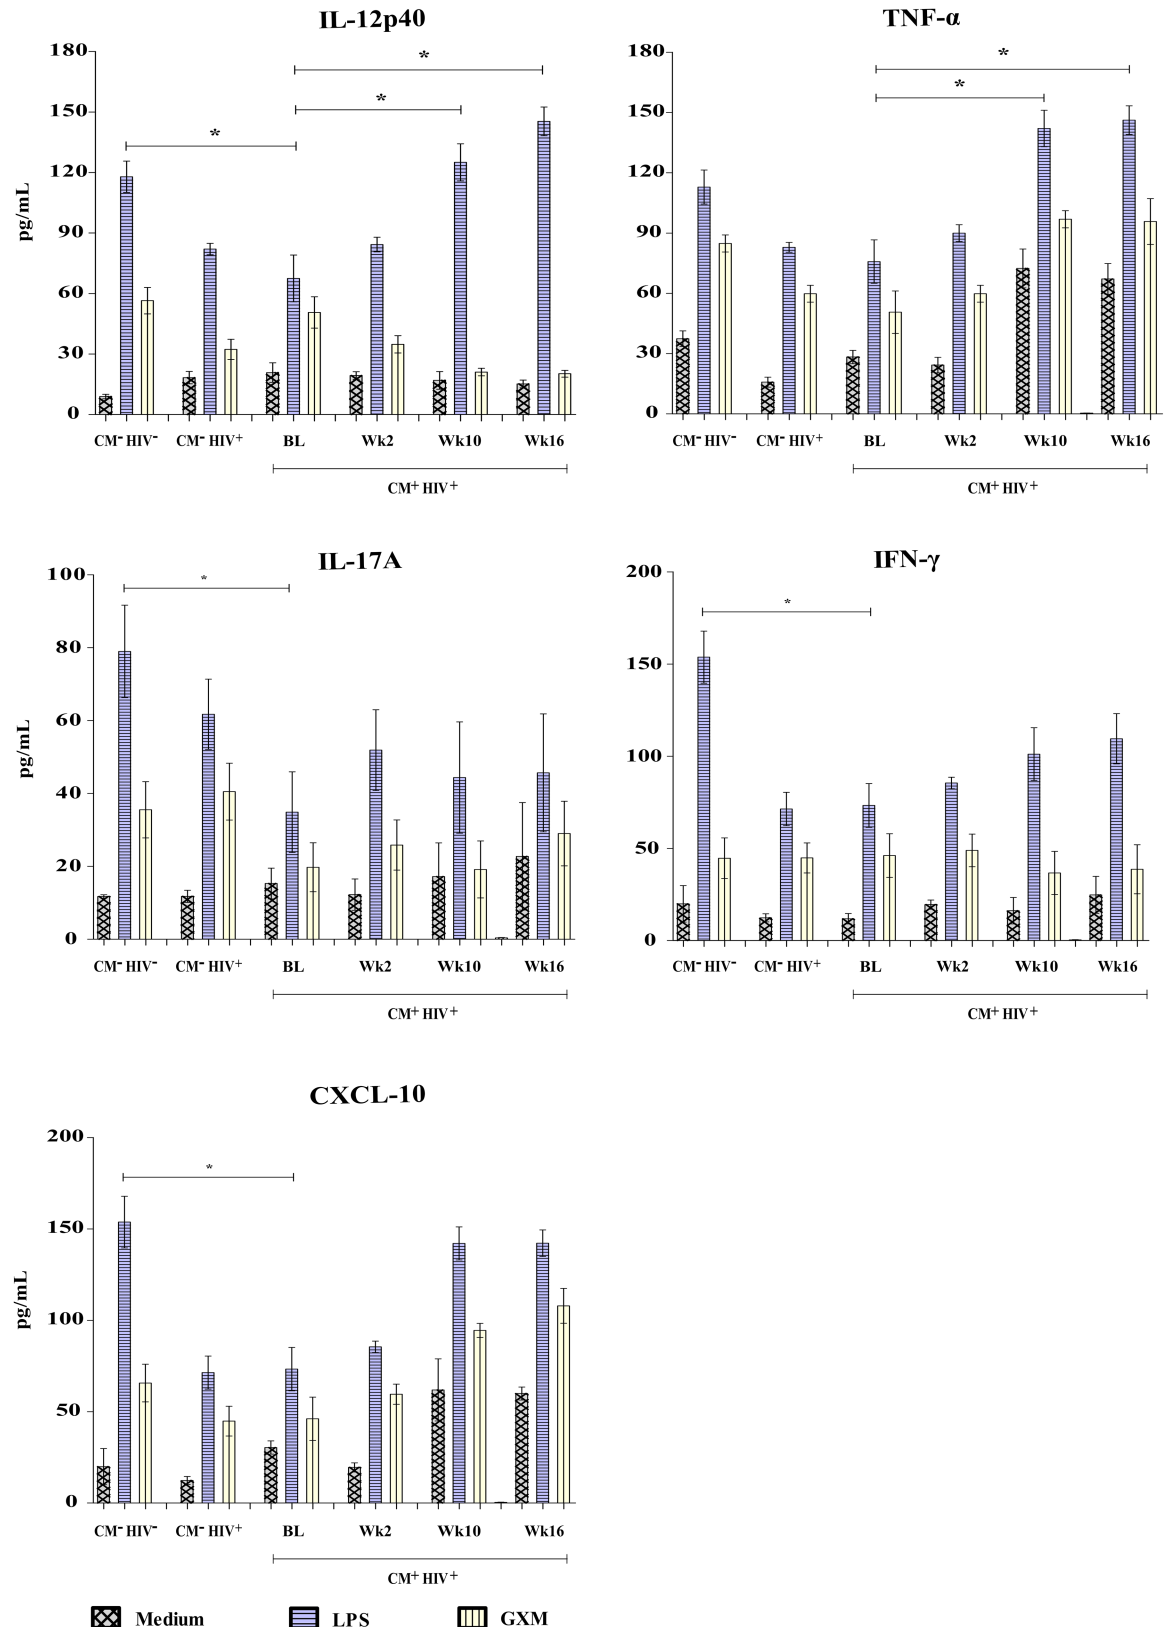 IL-12p40
TNF-α
180
150
120
90
60
30
0
pg/mL
*
*
*
CM⁻ HIV⁻ CM⁻ HIV⁺ BL Wk2 Wk10 Wk16
CM⁺ HIV⁺
180
150
120
90
60
30
0
*
*
CM⁻ HIV⁻ CM⁻ HIV⁺ BL Wk2 Wk10 Wk16
CM⁺ HIV⁺
IL-17A
IFN-γ
100
80
60
40
20
0
pg/mL
*
CM⁻ HIV⁻ CM⁻ HIV⁺ BL Wk2 Wk10 Wk16
CM⁺ HIV⁺
200
150
100
50
0
*
CM⁻ HIV⁻ CM⁻ HIV⁺ BL Wk2 Wk10 Wk16
CM⁺ HIV⁺
CXCL-10
200
150
100
50
0
pg/mL
*
CM⁻ HIV⁻ CM⁻ HIV⁺ BL Wk2 Wk10 Wk16
CM⁺ HIV⁺
Medium LPS GXM